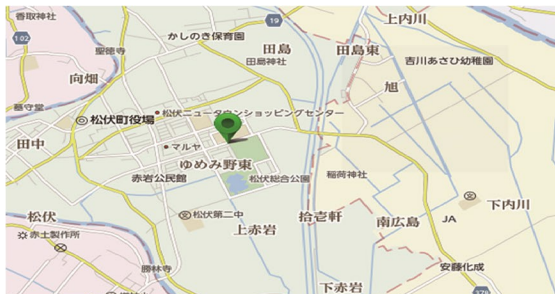 香取神社
19
上内川
かしのき保育園
102
聖徳寺
田島
田島東
田島神社
吉川あさひ幼稚園
向畑
旭
香守堂
松伏ニュータウンショッピングセンター
松伏町役場
田中
マルヤ
ゆめみ野東
赤岩公民館
松伏総合公園
稲荷神社
松伏
松伏第二中
拾壱軒
JA
下内川
上赤岩
南広島
赤土製作所
勝林寺
安藤化成
下赤岩